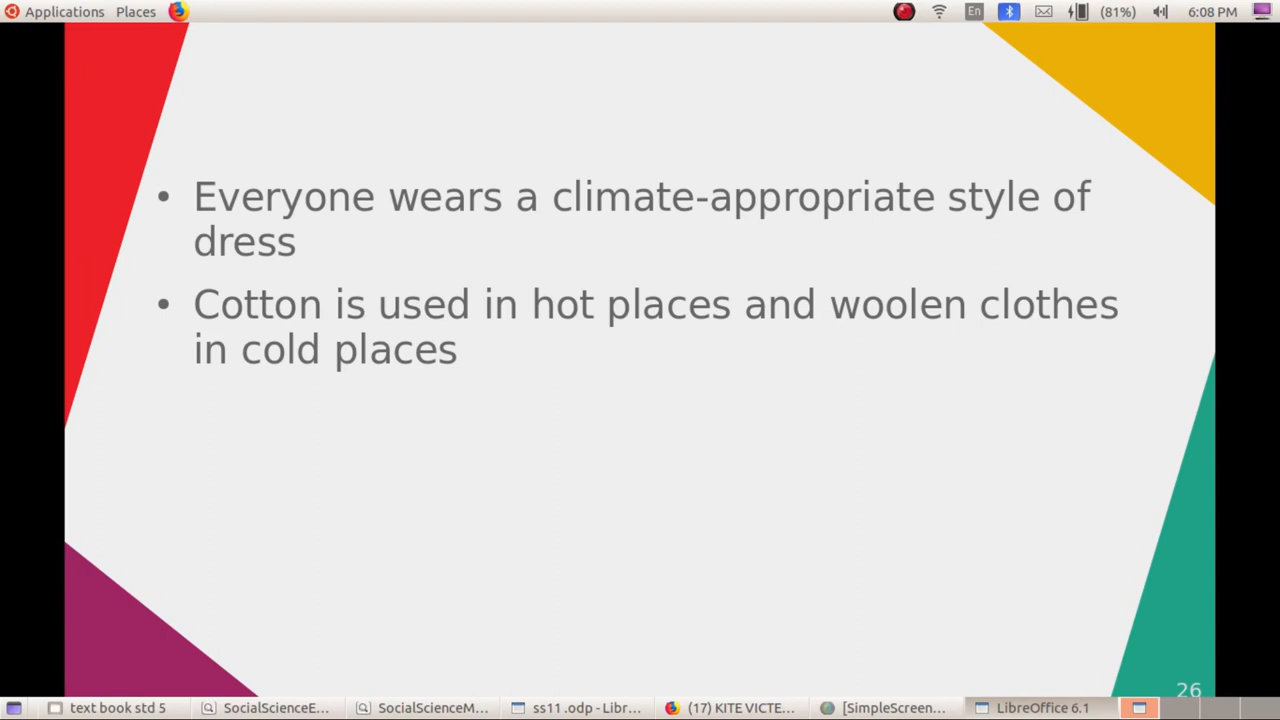 Applications Places En (81%) 6:08 PM
• Everyone wears a climate-appropriate style of
dress
• Cotton is used in hot places and woolen clothes
in cold places
26
text book std 5 SocialScienceE... SocialScienceM... ss11.odp - Libr... (17) KITE VICTE... [SimpleScreen... LibreOffice 6.1